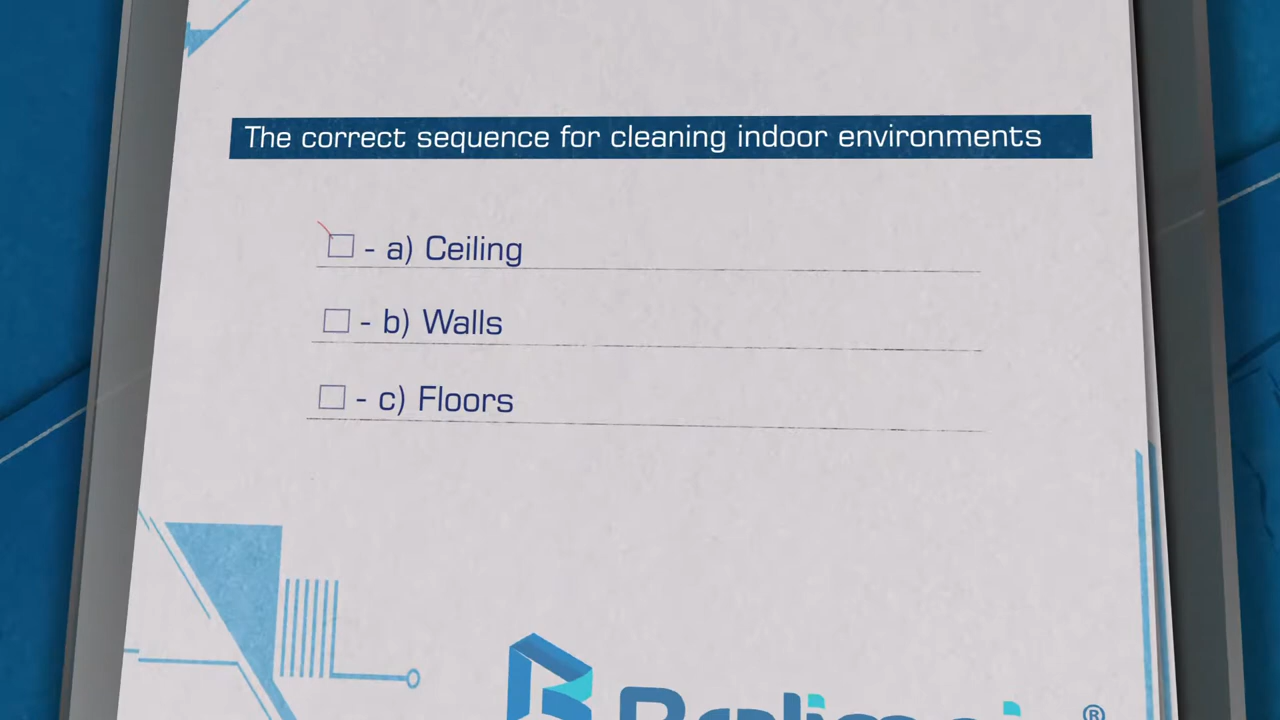 The correct sequence for cleaning indoor environments
- a) Ceiling
- b) Walls
- c) Floors
®